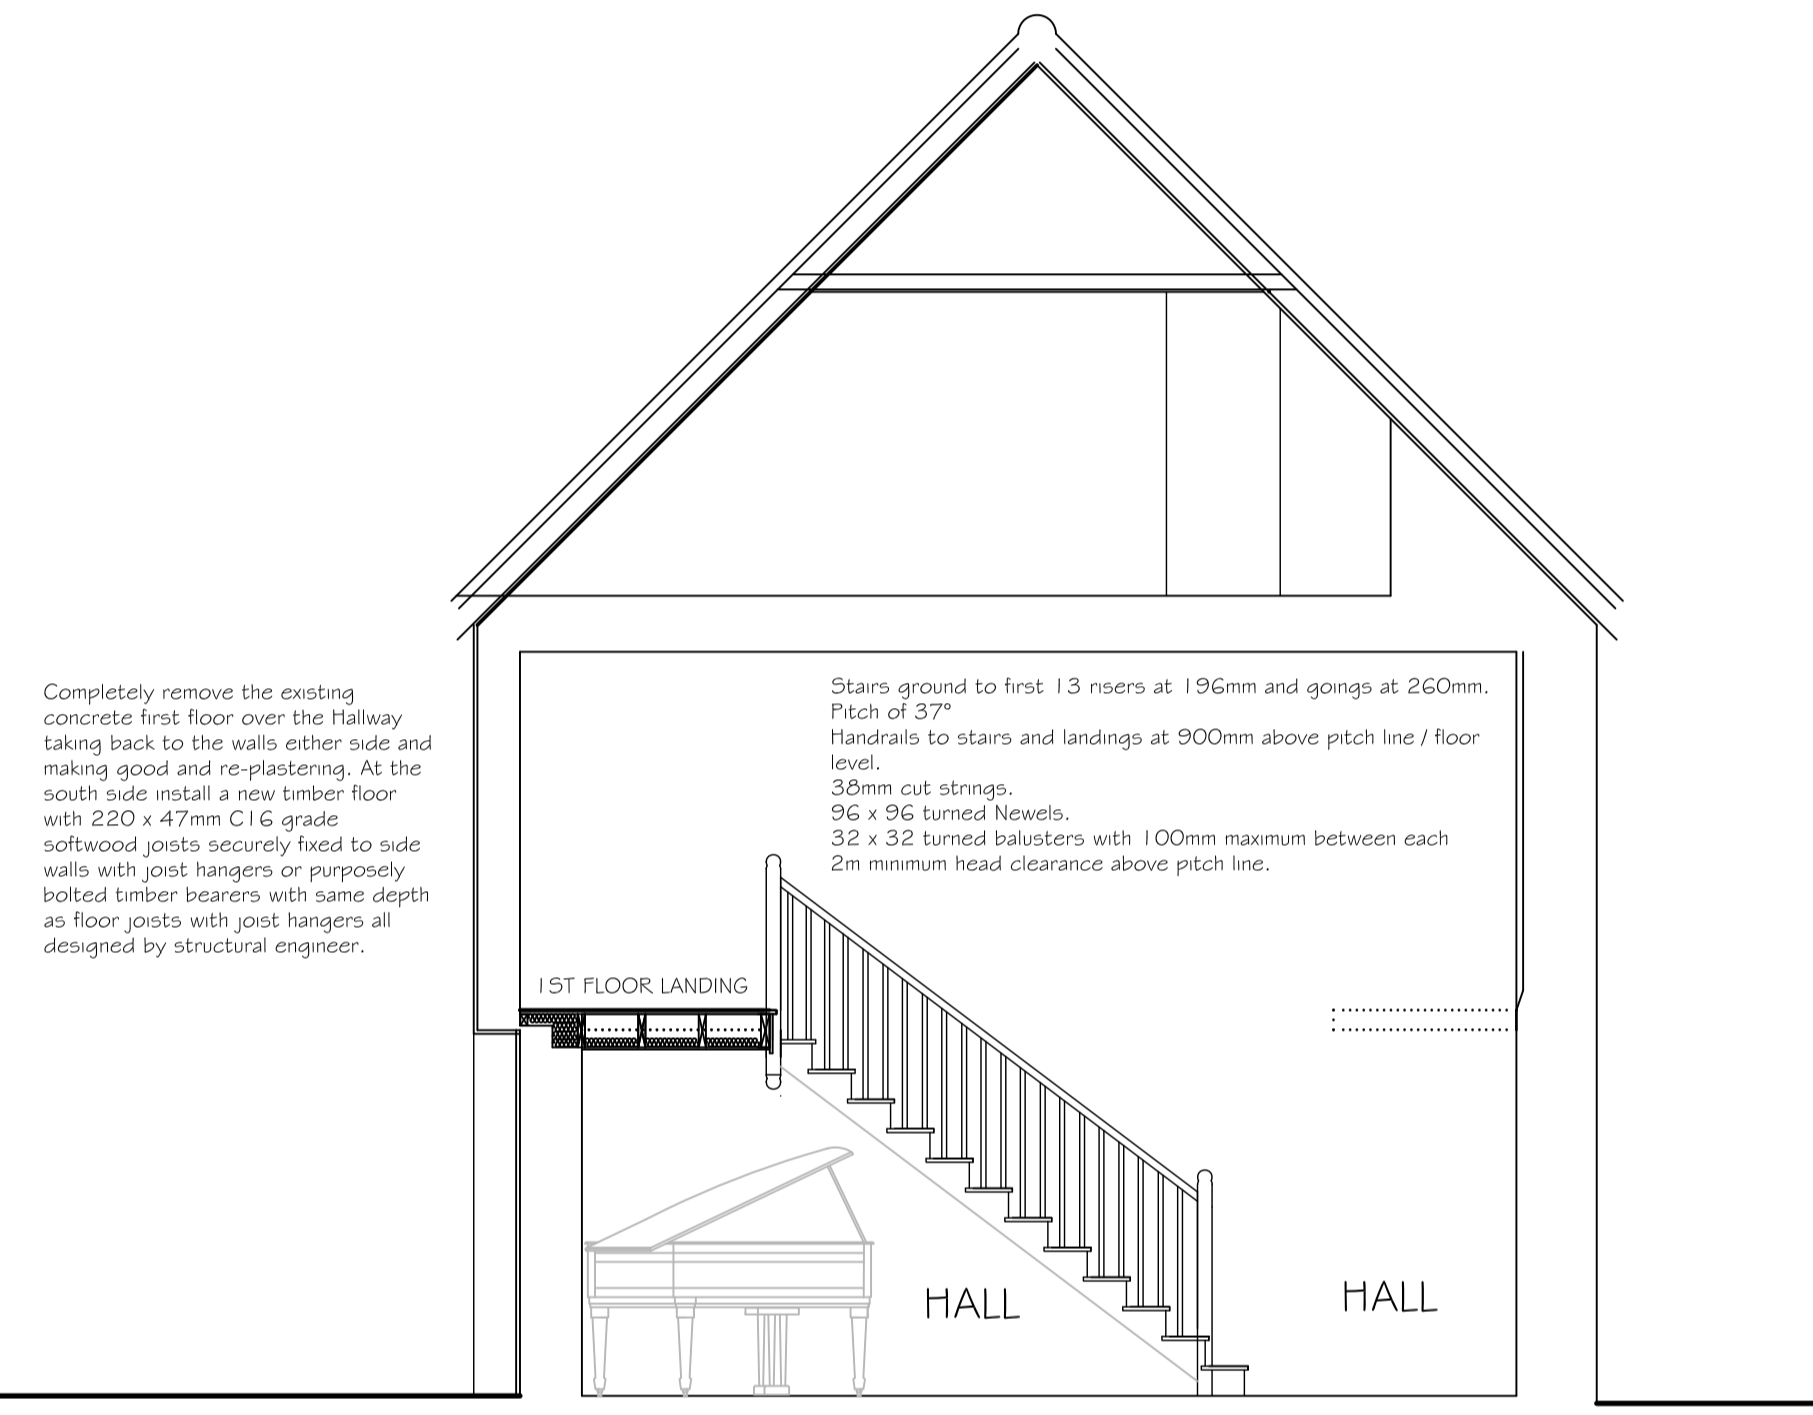 Completely remove the existing
concrete first floor over the Hallway
taking back to the walls either side and
making good and re-plastering. At the
south side install a new timber floor
with 220 x 47mm C16 grade
softwood joists securely fixed to side
walls with joist hangers or purposely
bolted timber bearers with same depth
as floor joists with joist hangers all
designed by structural engineer.
Stairs ground to first 13 risers at 196mm and goings at 260mm.
Pitch of 37°
Handrails to stairs and landings at 900mm above pitch line / floor
level.
38mm cut strings.
96 x 96 turned Newels.
32 x 32 turned balusters with 100mm maximum between each
2m minimum head clearance above pitch line.
1ST FLOOR LANDING
HALL
HALL